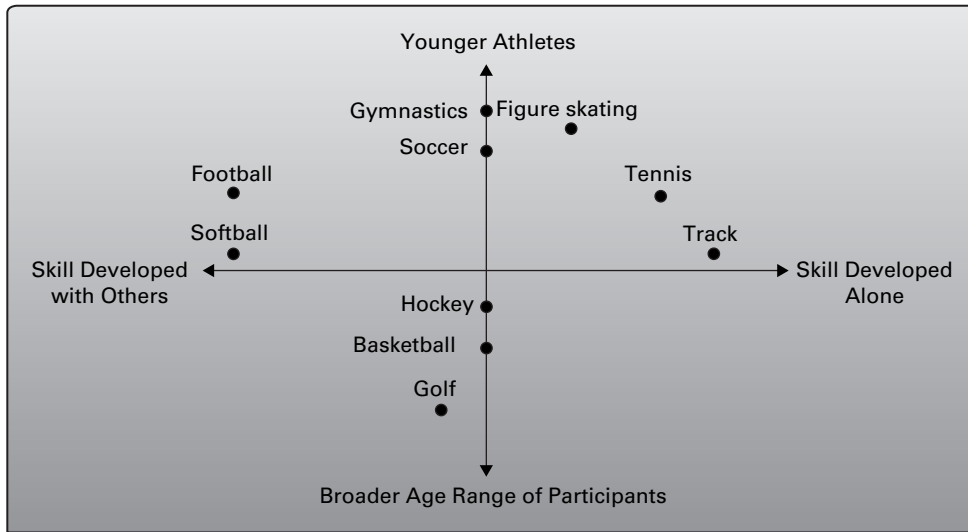 Younger Athletes
Gymnastics
Figure skating
Soccer
Football
Tennis
Softball
Track
Skill Developed
with Others
Skill Developed
Alone
Hockey
Basketball
Golf
Broader Age Range of Participants